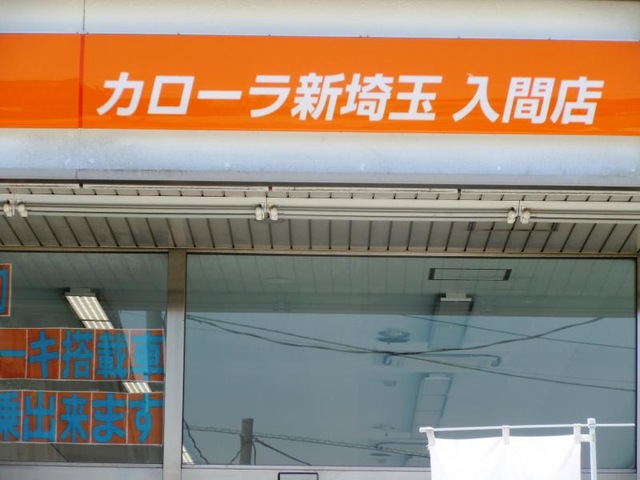 カローラ新埼玉 入間店
ーキ搭載車
乗出来ます